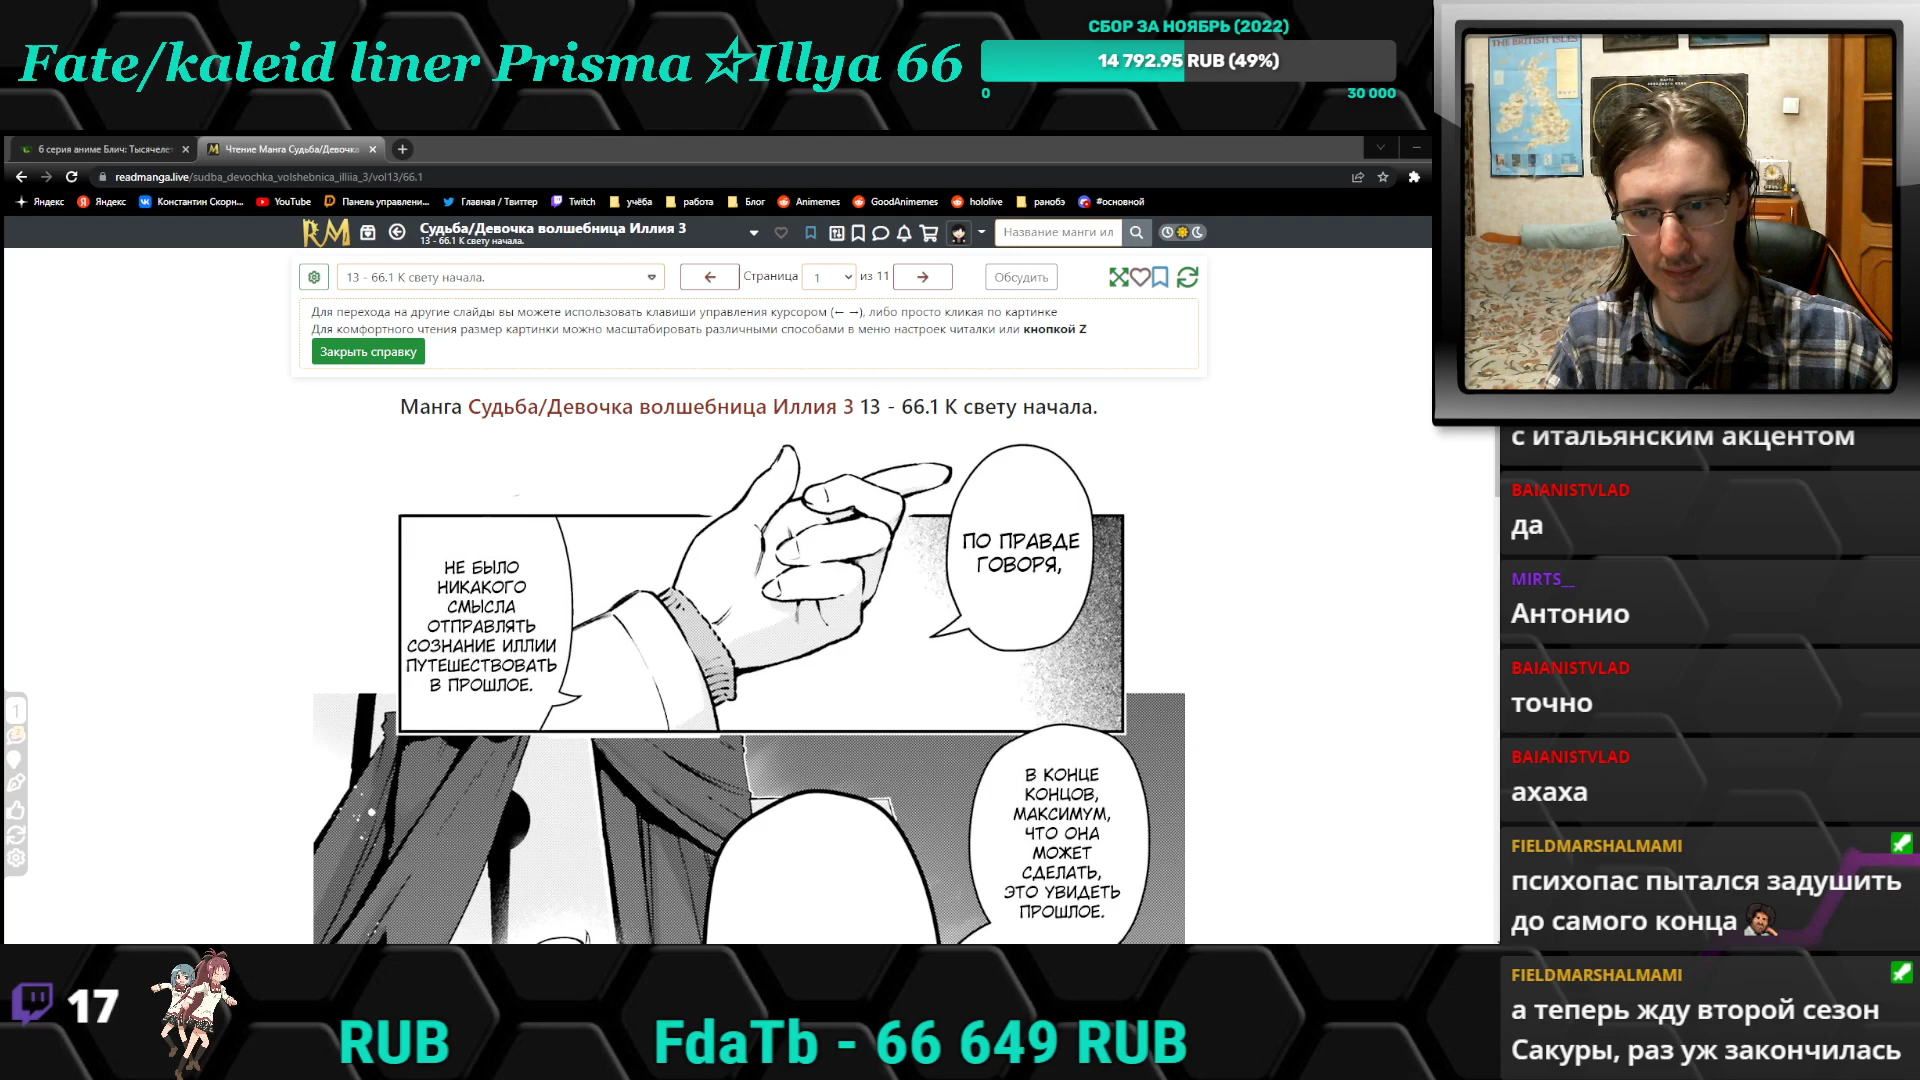 Fate/kaleid liner Prisma ☆Illya 66
СБОР ЗА НОЯБРЬ (2022)
14 792.95 RUB (49%)
0
30 000
THE BRITISH ISLES
6 серия аниме Блич: Тысячелет
Чтение Манга Судьба/Девочка
readmanga.live/sudba_devochka_volshebnica_illiia_3/vol13/66.1
Яндекс
Яндекс
Константин Скорн...
YouTube
Панель управлени...
Главная / Твиттер
Twitch
учёба
работа
Блог
Animemes
GoodAnimemes
hololive
ранобэ
#основной
RM
Судьба/Девочка волшебница Иллия 3
13 - 66.1 К свету начала.
Название манги ил
13 - 66.1 К свету начала.
Страница
1
из 11
Обсудить
Для перехода на другие слайды вы можете использовать клавиши управления курсором (← →), либо просто кликая по картинке
Для комфортного чтения размер картинки можно масштабировать различными способами в меню настроек читалки или кнопкой Z
Закрыть справку
Манга Судьба/Девочка волшебница Иллия 3 13 - 66.1 К свету начала.
ПО ПРАВДЕ
ГОВОРЯ,
НЕ БЫЛО
НИКАКОГО
СМЫСЛА
ОТПРАВЛЯТЬ
СОЗНАНИЕ ИЛЛИИ
ПУТЕШЕСТВОВАТЬ
В ПРОШЛОЕ.
В КОНЦЕ
КОНЦОВ,
МАКСИМУМ,
ЧТО ОНА
МОЖЕТ
СДЕЛАТЬ,
ЭТО УВИДЕТЬ
ПРОШЛОЕ.
1
с итальянским акцентом
BAIANISTVLAD
да
MIRTS__
Антонио
BAIANISTVLAD
точно
BAIANISTVLAD
ахаха
FIELDMARSHALMAMI
психопас пытался задушить
до самого конца
FIELDMARSHALMAMI
а теперь жду второй сезон
Сакуры, раз уж закончилась
17
RUB
FdaTb - 66 649 RUB